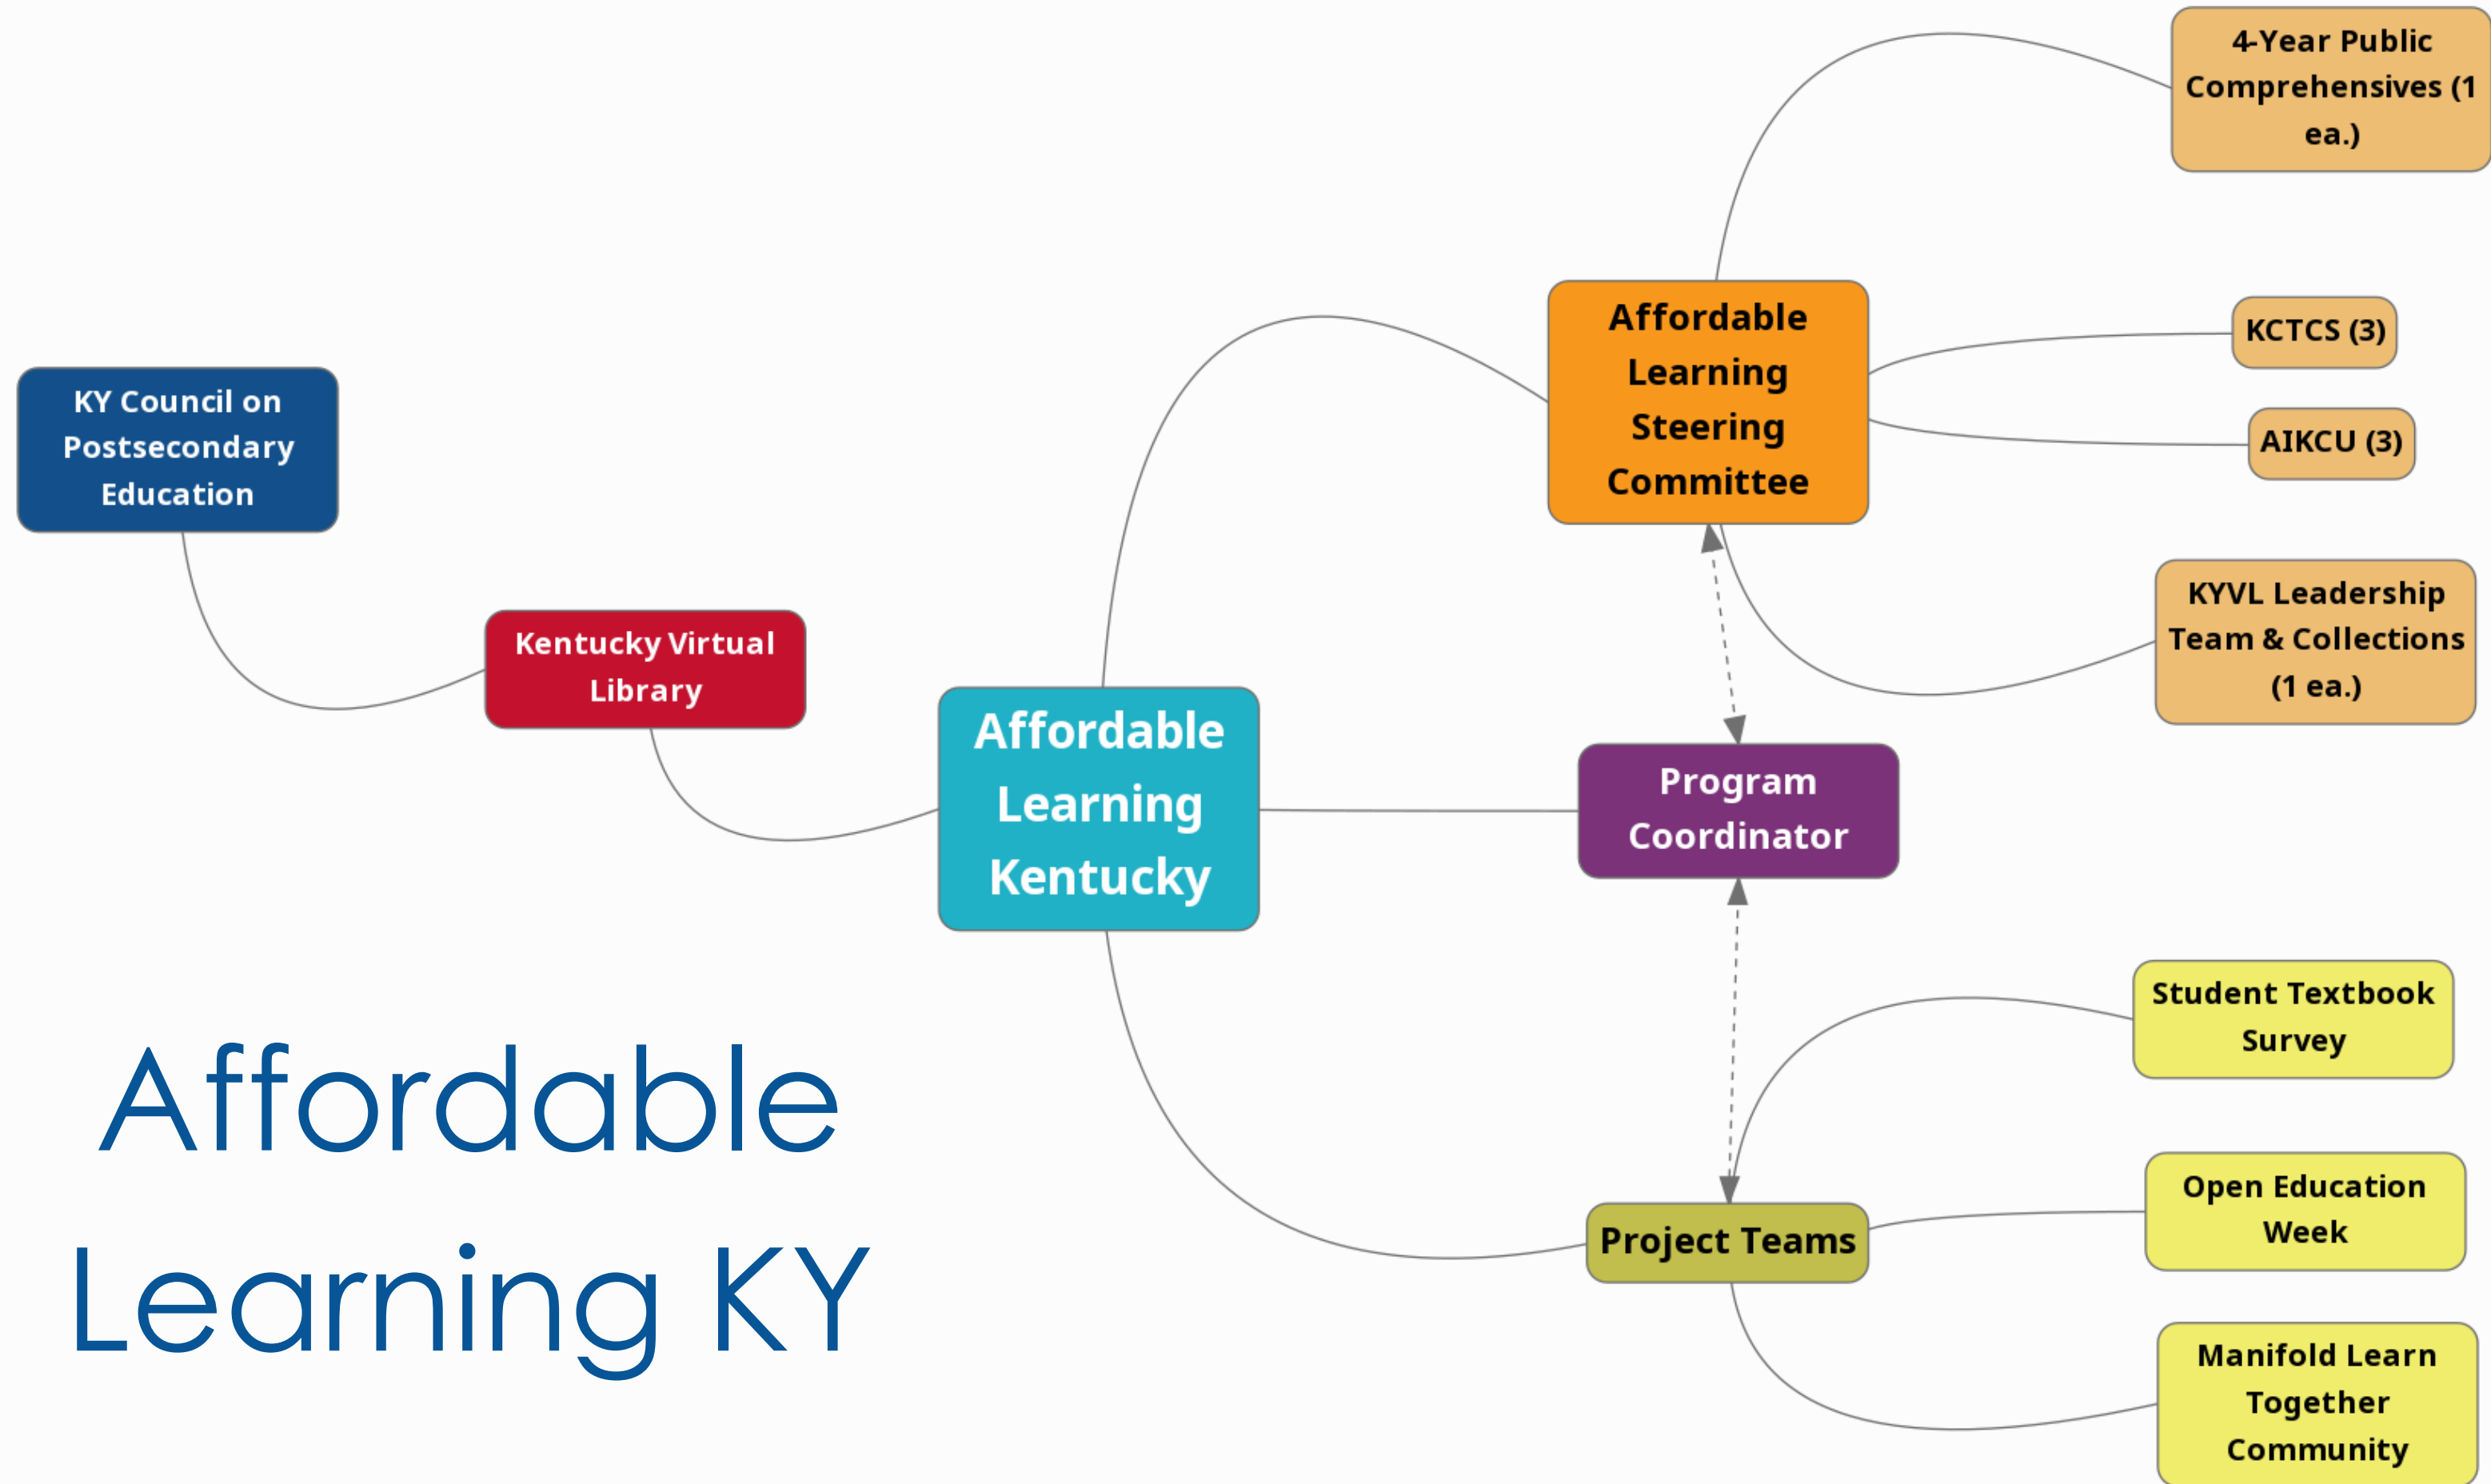 4-Year Public
Comprehensives (1
ea.)
Affordable
Learning
Steering
Committee
KCTCS (3)
AIKCU (3)
KY Council on
Postsecondary
Education
KYVL Leadership
Team & Collections
(1 ea.)
Kentucky Virtual
Library
Affordable
Learning
Kentucky
Program
Coordinator
Student Textbook
Survey
Open Education
Week
Project Teams
Manifold Learn
Together
Community
Affordable
Learning KY